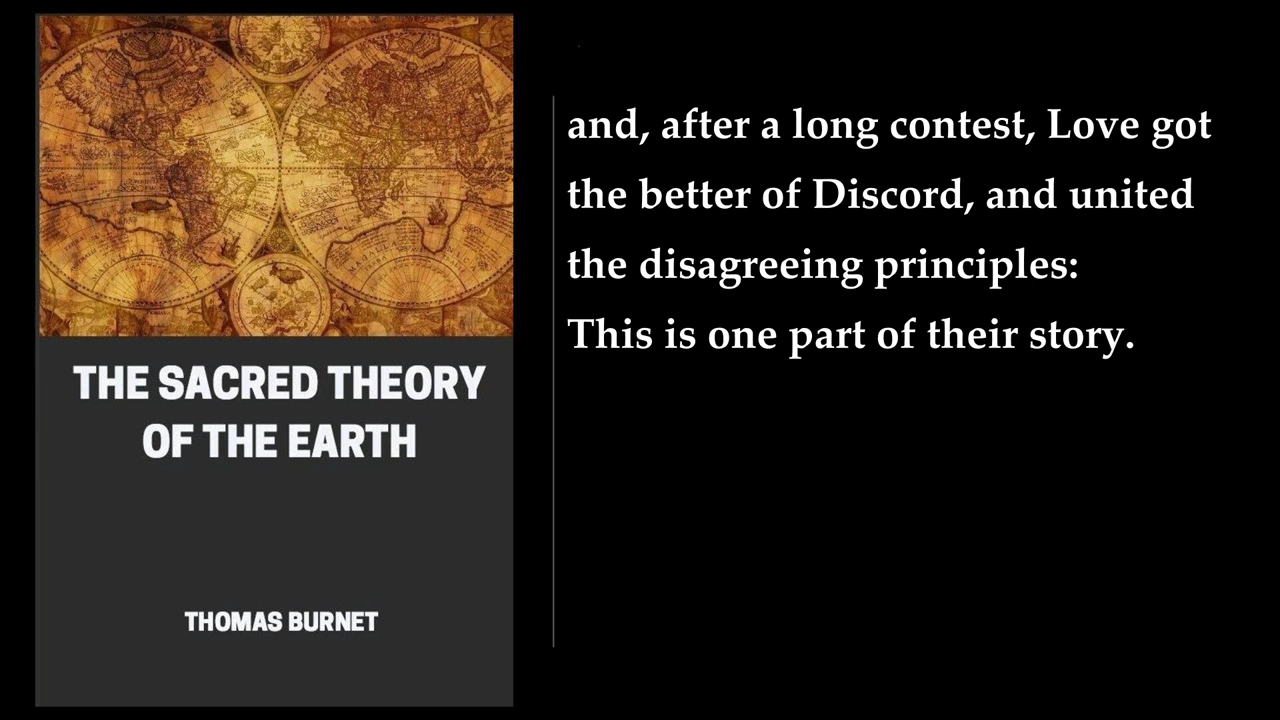 THE SACRED THEORY
OF THE EARTH
THOMAS BURNET
and, after a long contest, Love got
the better of Discord, and united
the disagreeing principles:
This is one part of their story.